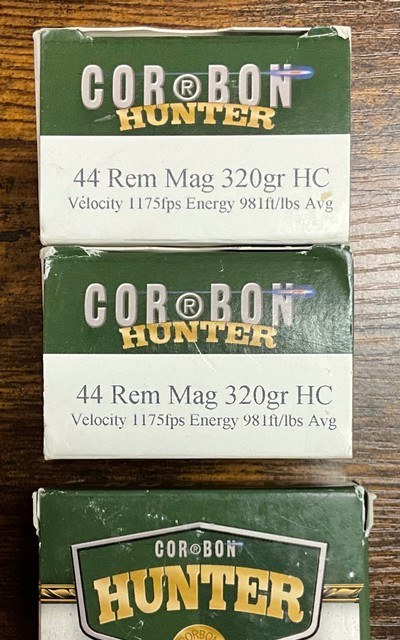 COR®BON
HUNTER
44 Rem Mag 320gr HC
Velocity 1175fps Energy 981ft/lbs Avg
COR®BON
HUNTER
44 Rem Mag 320gr HC
Velocity 1175fps Energy 981ft/lbs Avg
COR®BON
HUNTER